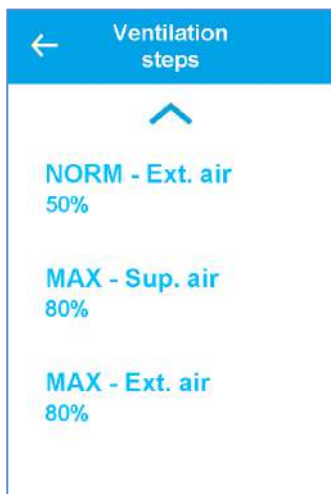 Ventilation
steps
NORM - Ext. air
50%
MAX - Sup. air
80%
MAX - Ext. air
80%